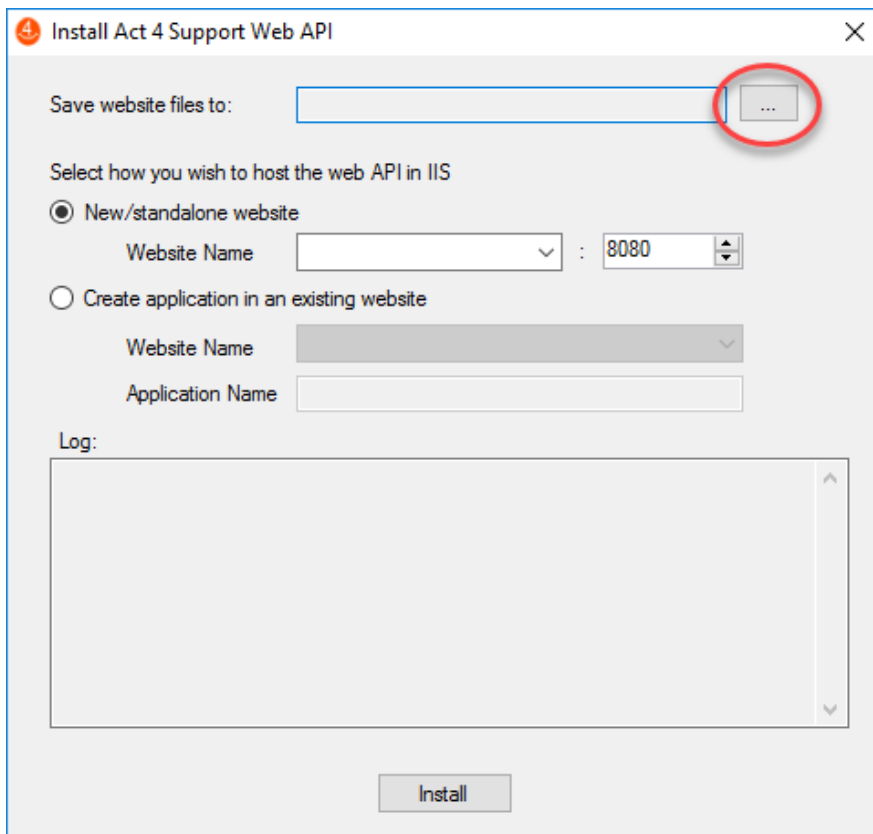 4 Install Act 4 Support Web API
Save website files to: ...
Select how you wish to host the web API in IIS
New/standalone website
Website Name : 8080
Create application in an existing website
Website Name
Application Name
Log:
Install